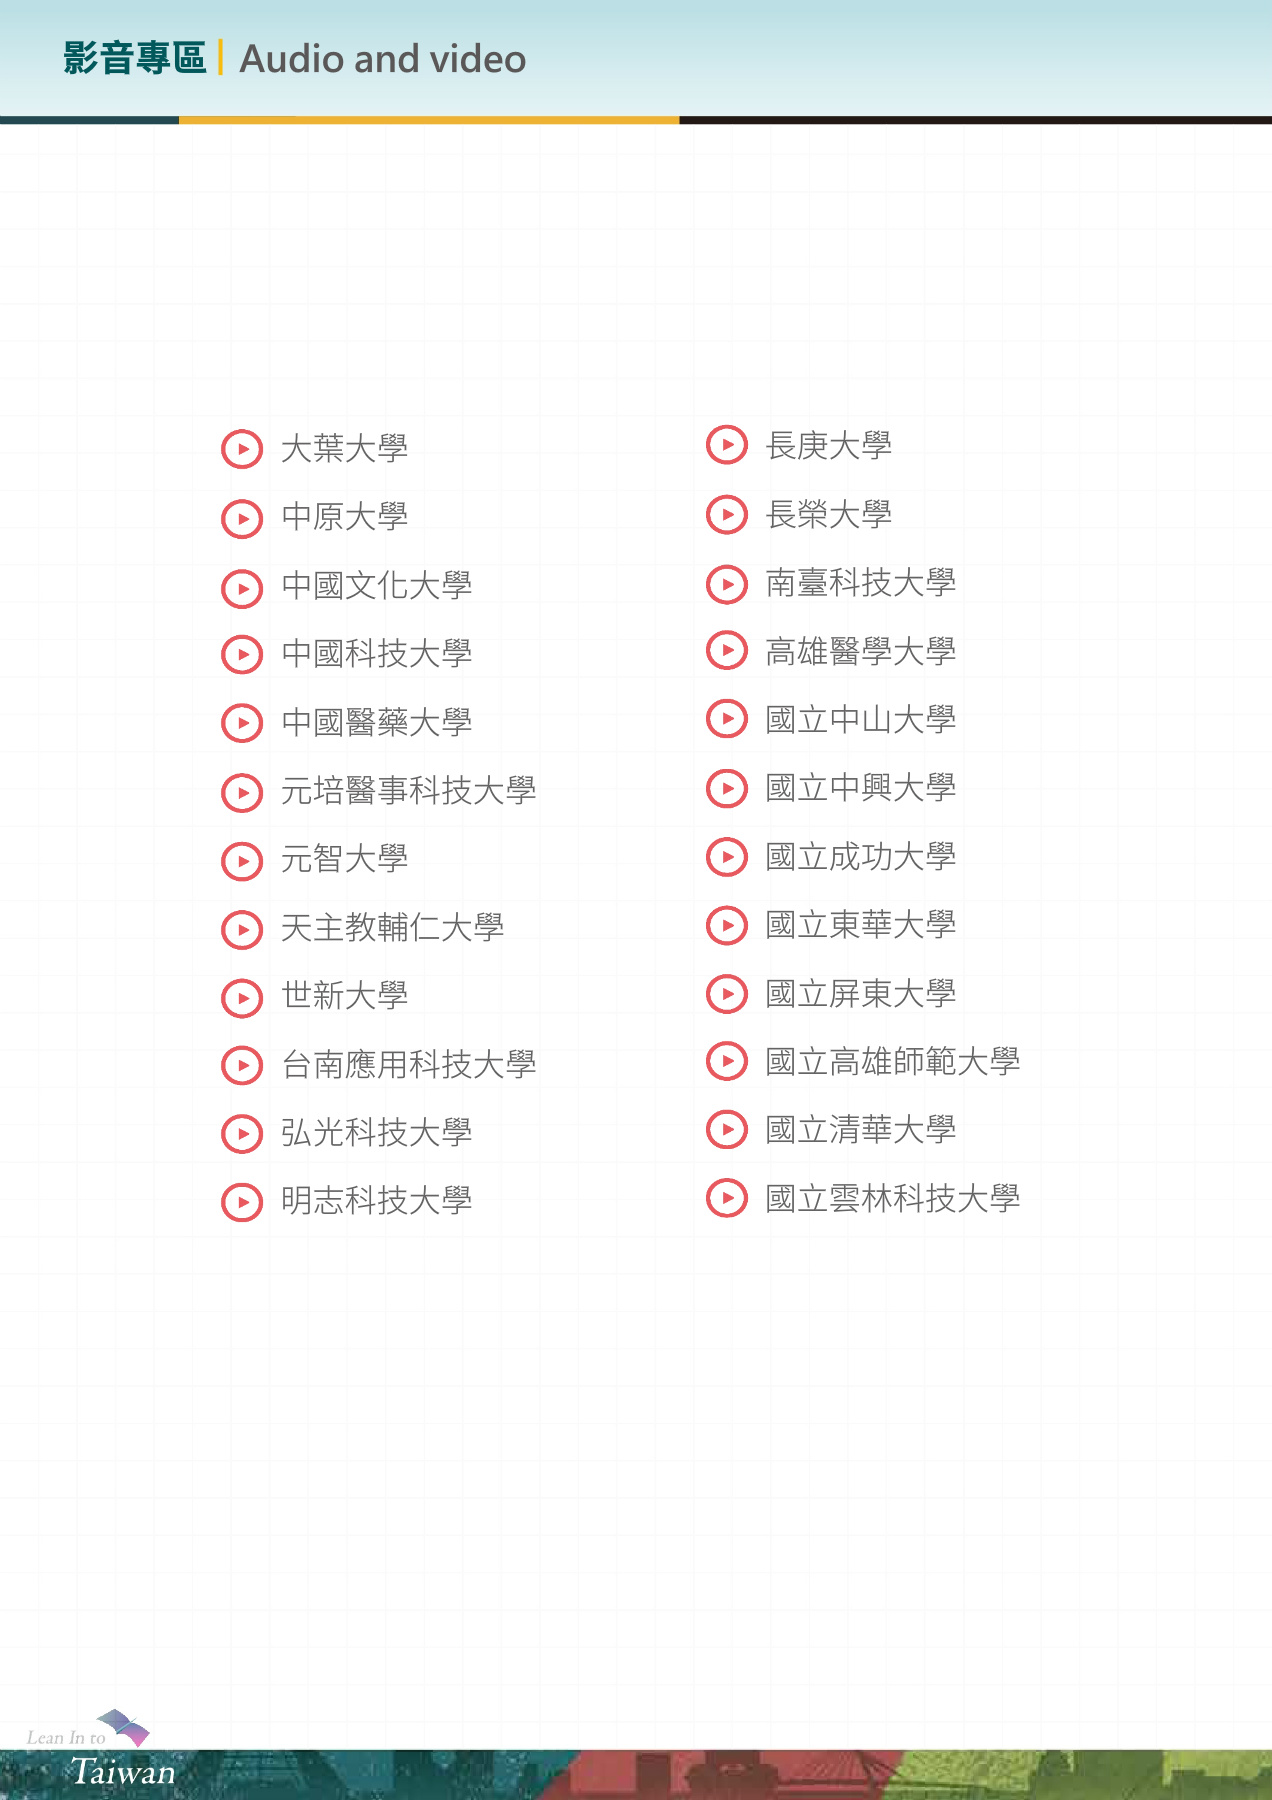 影音專區 | Audio and video
大葉大學
中原大學
中國文化大學
中國科技大學
中國醫藥大學
元培醫事科技大學
元智大學
天主教輔仁大學
世新大學
台南應用科技大學
弘光科技大學
明志科技大學
長庚大學
長榮大學
南臺科技大學
高雄醫學大學
國立中山大學
國立中興大學
國立成功大學
國立東華大學
國立屏東大學
國立高雄師範大學
國立清華大學
國立雲林科技大學
Lean In to
Taiwan